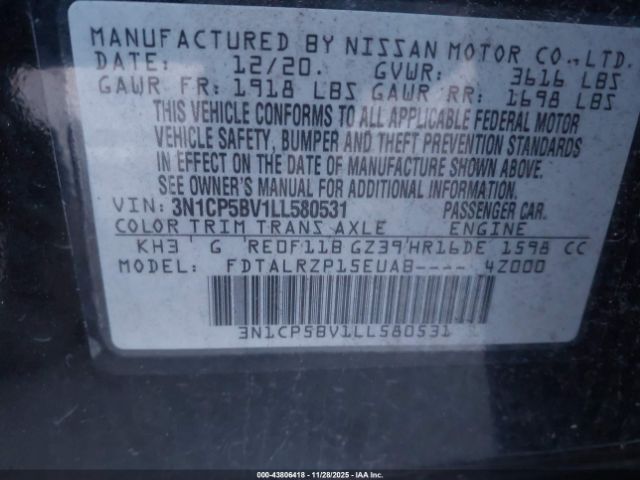 MANUFACTURED BY NISSAN MOTOR CO.,LTD.
DATE: 12/20. GVWR: 3616 LBS
GAWR FR: 1918 LBS GAWR RR: 1698 LBS
THIS VEHICLE CONFORMS TO ALL APPLICABLE FEDERAL MOTOR
VEHICLE SAFETY, BUMPER AND THEFT PREVENTION STANDARDS
IN EFFECT ON THE DATE OF MANUFACTURE SHOWN ABOVE.
SEE OWNER'S MANUAL FOR ADDITIONAL INFORMATION.
VIN: 3N1CP5BV1LL580531 PASSENGER CAR.
COLOR TRIM TRANS AXLE ENGINE
KH3 G RE0F11B GZ39 HR16DE 1598 CC
MODEL: FDTALRZP15EUAB---- 4Z000
3N1CP5BV1LL580531
000-43806418 - 11/28/2025 - IAAI.COM